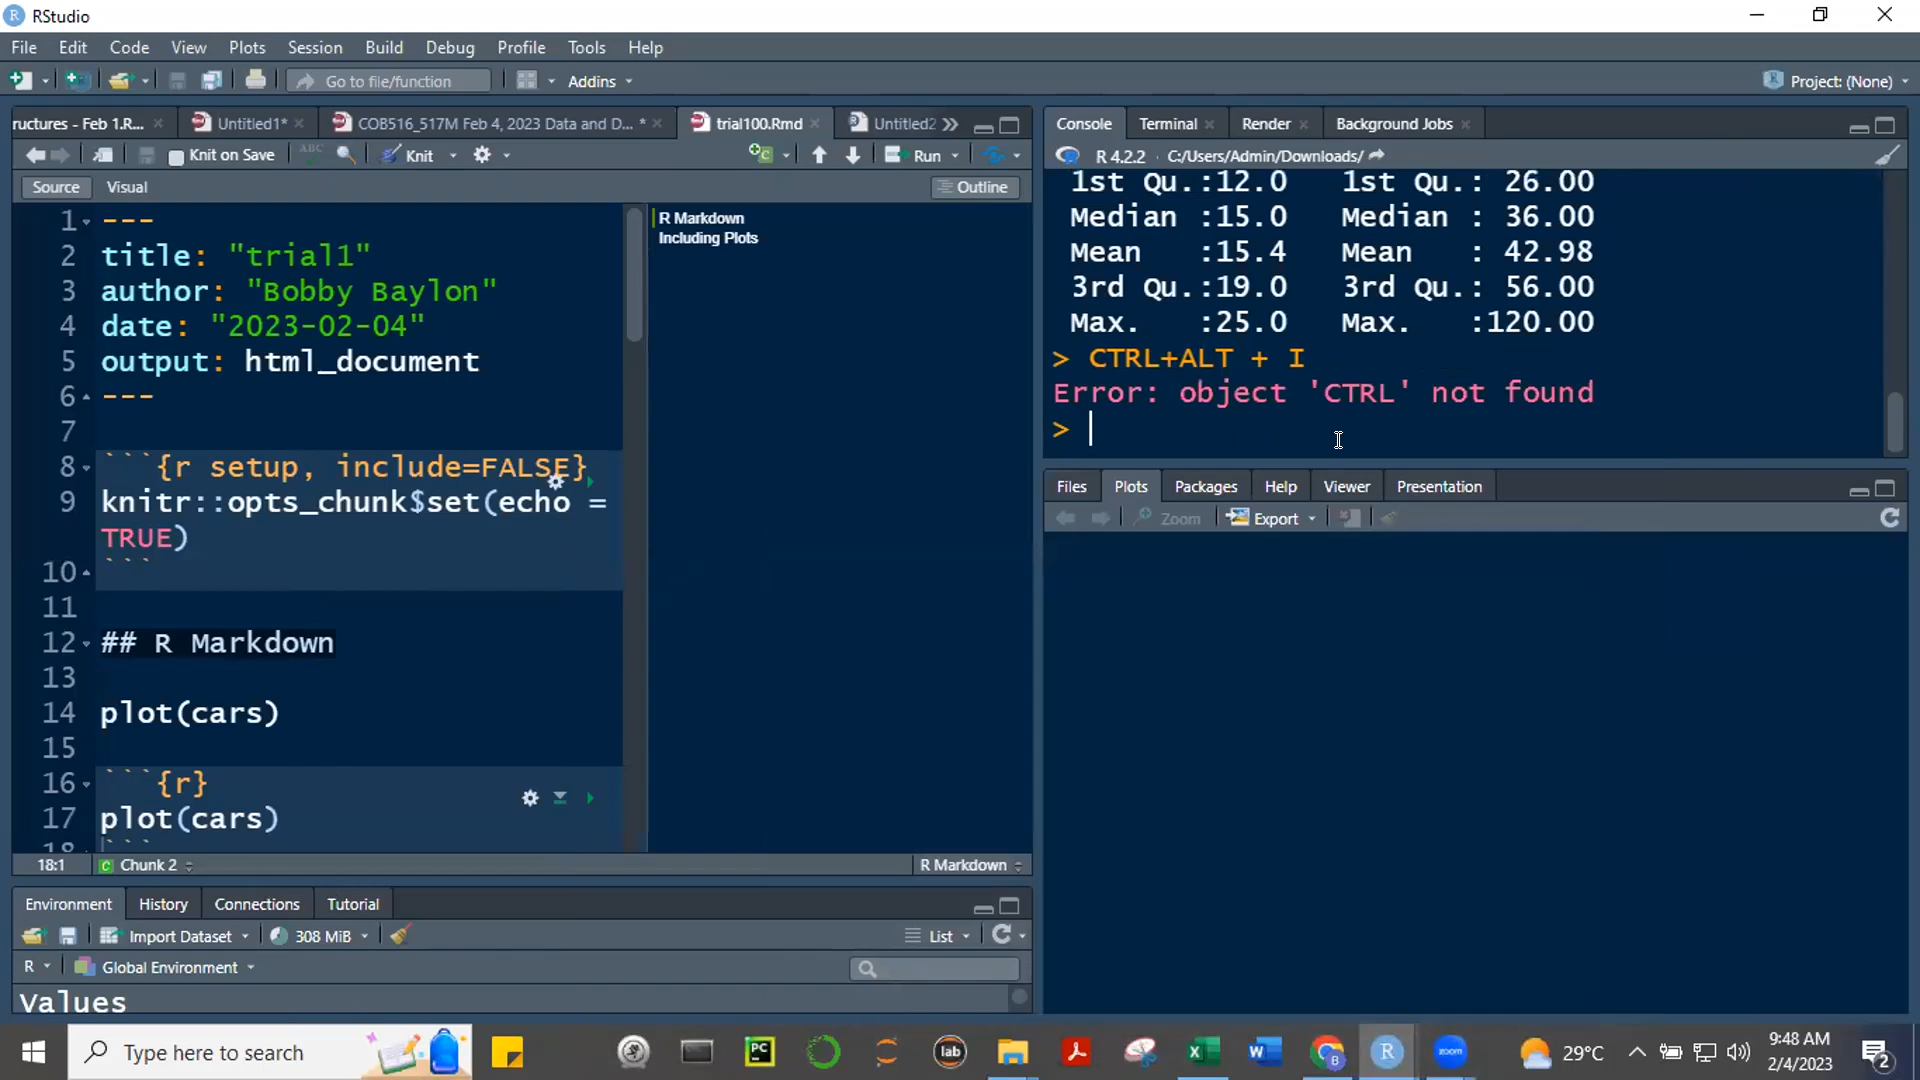 RStudio
File Edit Code View Plots Session Build Debug Profile Tools Help
Go to file/function Addins Project: (None)
ructures - Feb 1.R... Untitled1* COB516_517M Feb 4, 2023 Data and D... * trial100.Rmd Untitled2
ABC Knit on Save Knit Run
Source Visual Outline
1 ---
2 title: "trial1"
3 author: "Bobby Baylon"
4 date: "2023-02-04"
5 output: html_document
6 ---
7
8 ```{r setup, include=FALSE}
9 knitr::opts_chunk$set(echo =
TRUE)
10 ```
11
12 ## R Markdown
13
14 plot(cars)
15
16 ```{r}
17 plot(cars)
18 ```
R Markdown
Including Plots
18:1 Chunk 2 R Markdown
Environment History Connections Tutorial
Import Dataset 308 MiB List
R Global Environment
Values
Console Terminal Render Background Jobs
R 4.2.2 · C:/Users/Admin/Downloads/
1st Qu.:12.0 1st Qu.: 26.00
Median :15.0 Median : 36.00
Mean :15.4 Mean : 42.98
3rd Qu.:19.0 3rd Qu.: 56.00
Max. :25.0 Max. :120.00
> CTRL+ALT + I
Error: object 'CTRL' not found
>
Files Plots Packages Help Viewer Presentation
Zoom Export
Type here to search PC lab zoom 29°C 9:48 AM
2/4/2023
2